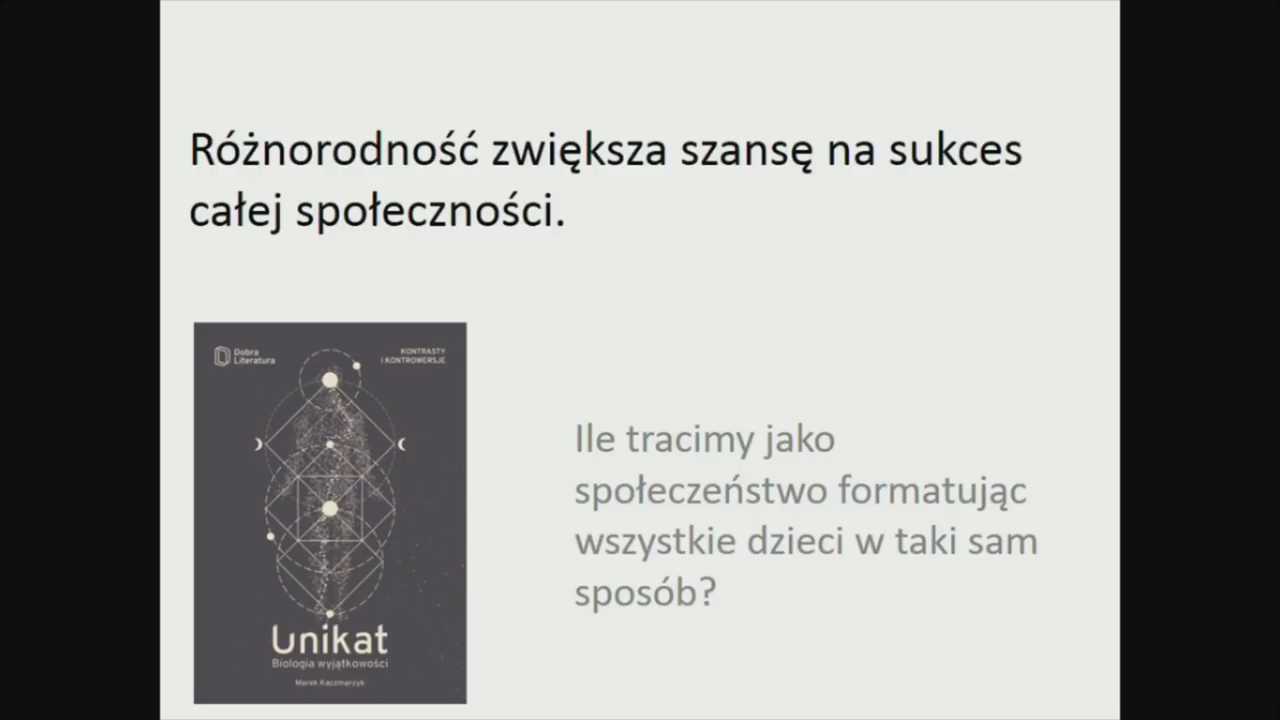 Różnorodność zwiększa szansę na sukces
całej społeczności.
Dobra
Literatura
KONTRASTY
I KONTROWERSJE
Unikat
Biologia wyjątkowości
Marek Kaczmarzyk
Ile tracimy jako
społeczeństwo formatując
wszystkie dzieci w taki sam
sposób?